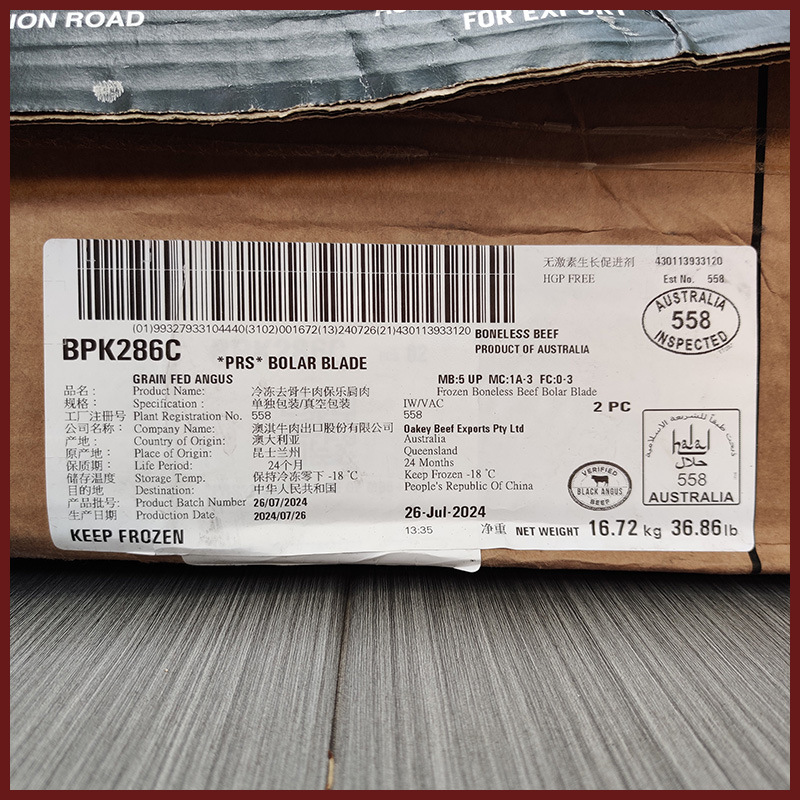 ION ROAD
FOR EXPORT
无激素生长促进剂 430113933120
HGP FREE Est No. 558
AUSTRALIA
558
INSPECTED
(01)99327933104440(3102)001672(13)240726(21)430113933120
BONELESS BEEF
PRODUCT OF AUSTRALIA
BPK286C
*PRS* BOLAR BLADE
GRAIN FED ANGUS MB:5 UP MC:1A-3 FC:0-3
品名: Product Name: 冷冻去骨牛肉保乐肩肉 Frozen Boneless Beef Bolar Blade
规格: Specification: 单独包装/真空包装 IW/VAC 2 PC
工厂注册号 Plant Registration No. 558 558
公司名称: Company Name: 澳淇牛肉出口股份有限公司 Oakey Beef Exports Pty Ltd
产地: Country of Origin: 澳大利亚 Australia
原产地: Place of Origin: 昆士兰州 Queensland
保质期: Life Period: 24个月 24 Months
储存温度 Storage Temp. 保持冷冻零下 -18 ℃ Keep Frozen -18 ℃
目的地 Destination: 中华人民共和国 People's Republic Of China
产品批号: Product Batch Number 26/07/2024
生产日期 Production Date 2024/07/26 26-Jul-2024
KEEP FROZEN 13:35 净重 NET WEIGHT 16.72 kg 36.86lb
VERIFIED
BLACK ANGUS
BEEF
ذبحت طبقاً للشريعة الإسلامية
halal
حلال
558
AUSTRALIA